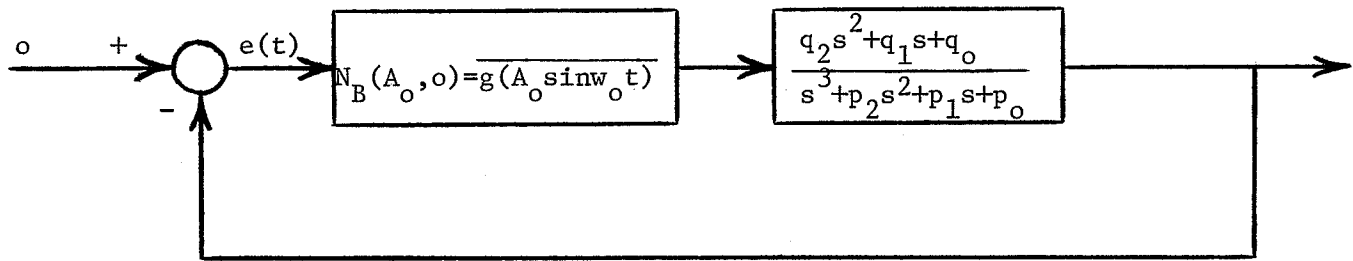 o
+
-
e(t)
N_B(A_o,o)=g(A_o sinw_o t)
q_2s^2+q_1s+q_o
s^3+p_2s^2+p_1s+p_o